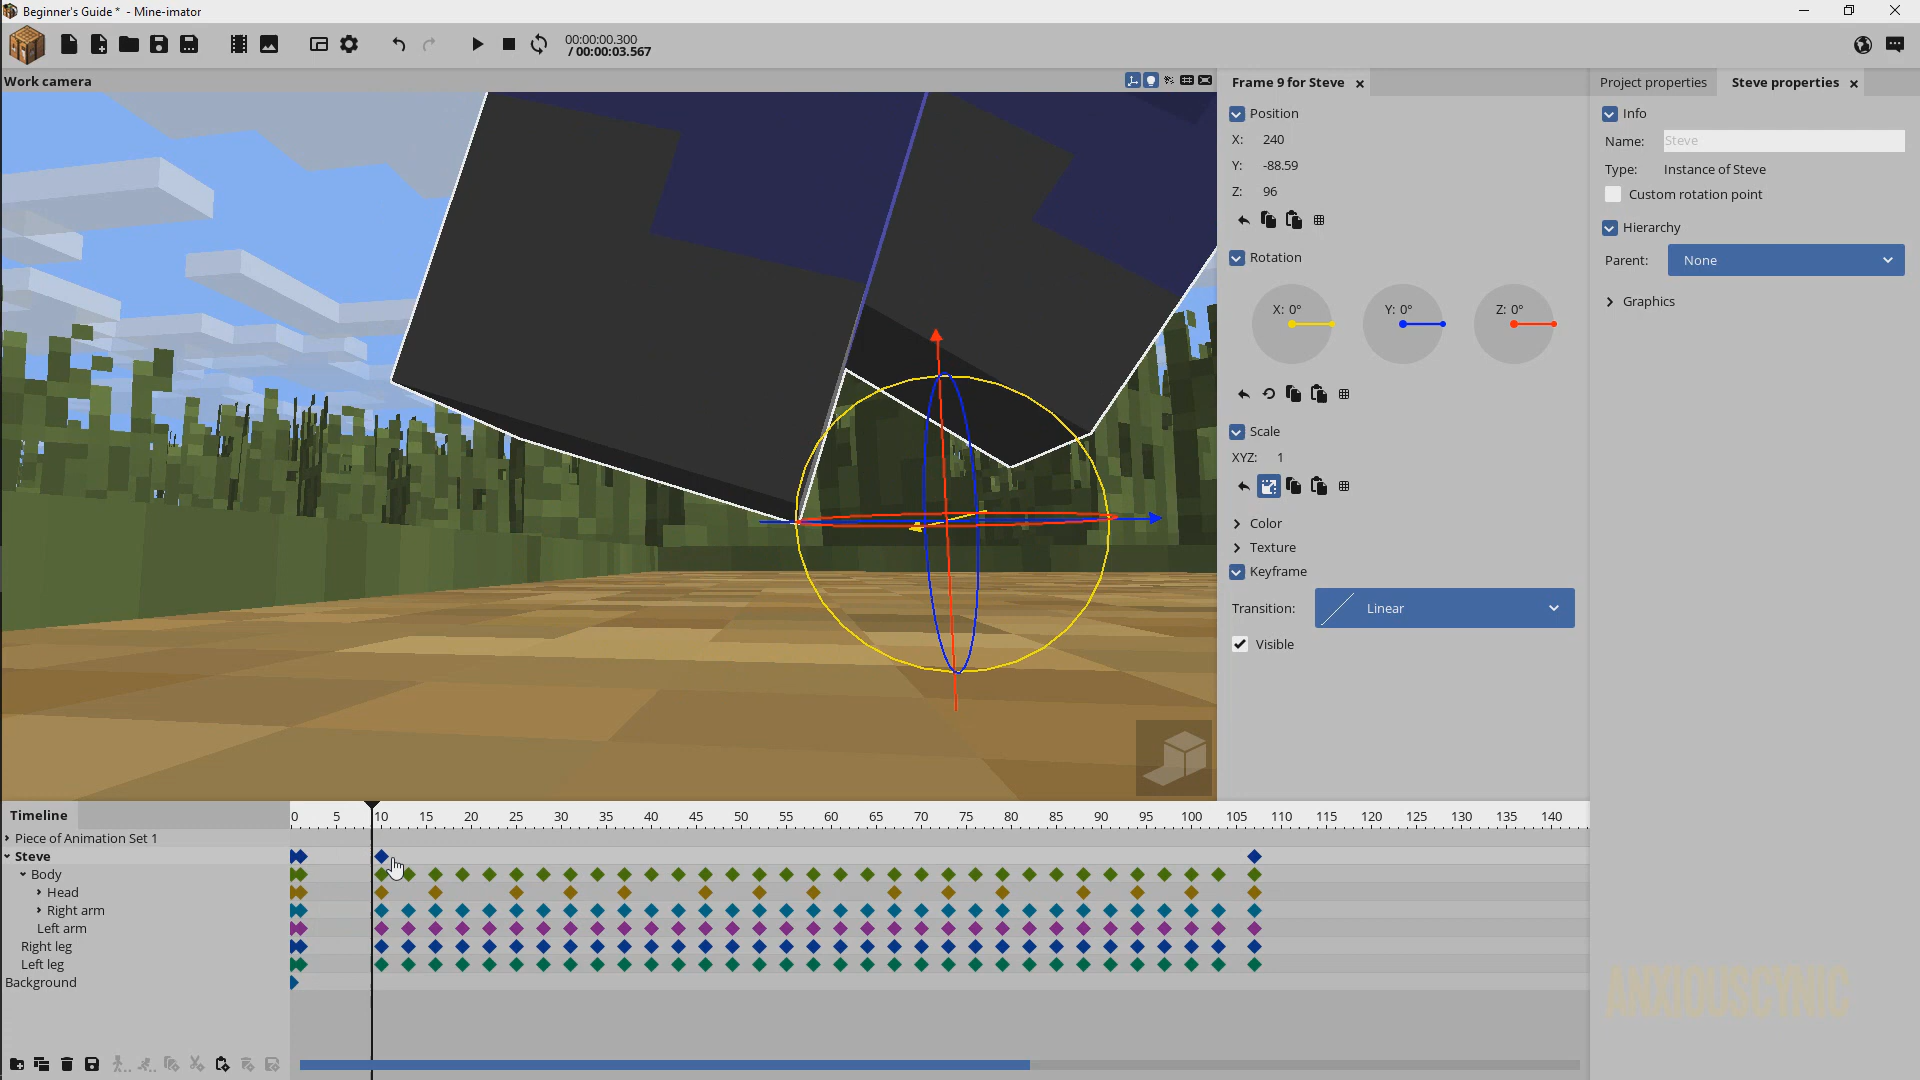 Beginner's Guide * - Mine-imator
00:00:00.300
/ 00:00:03.567
Work camera
Frame 9 for Steve
Position
X: 240
Y: -88.59
Z: 96
Rotation
X: 0° Y: 0° Z: 0°
Scale
XYZ: 1
Color
Texture
Keyframe
Transition: Linear
Visible
Project properties Steve properties
Info
Name: Steve
Type: Instance of Steve
Custom rotation point
Hierarchy
Parent: None
Graphics
Timeline
0 5 10 15 20 25 30 35 40 45 50 55 60 65 70 75 80 85 90 95 100 105 110 115 120 125 130 135 140
Piece of Animation Set 1
Steve
Body
Head
Right arm
Left arm
Right leg
Left leg
Background
ANXIOUSCYNIC